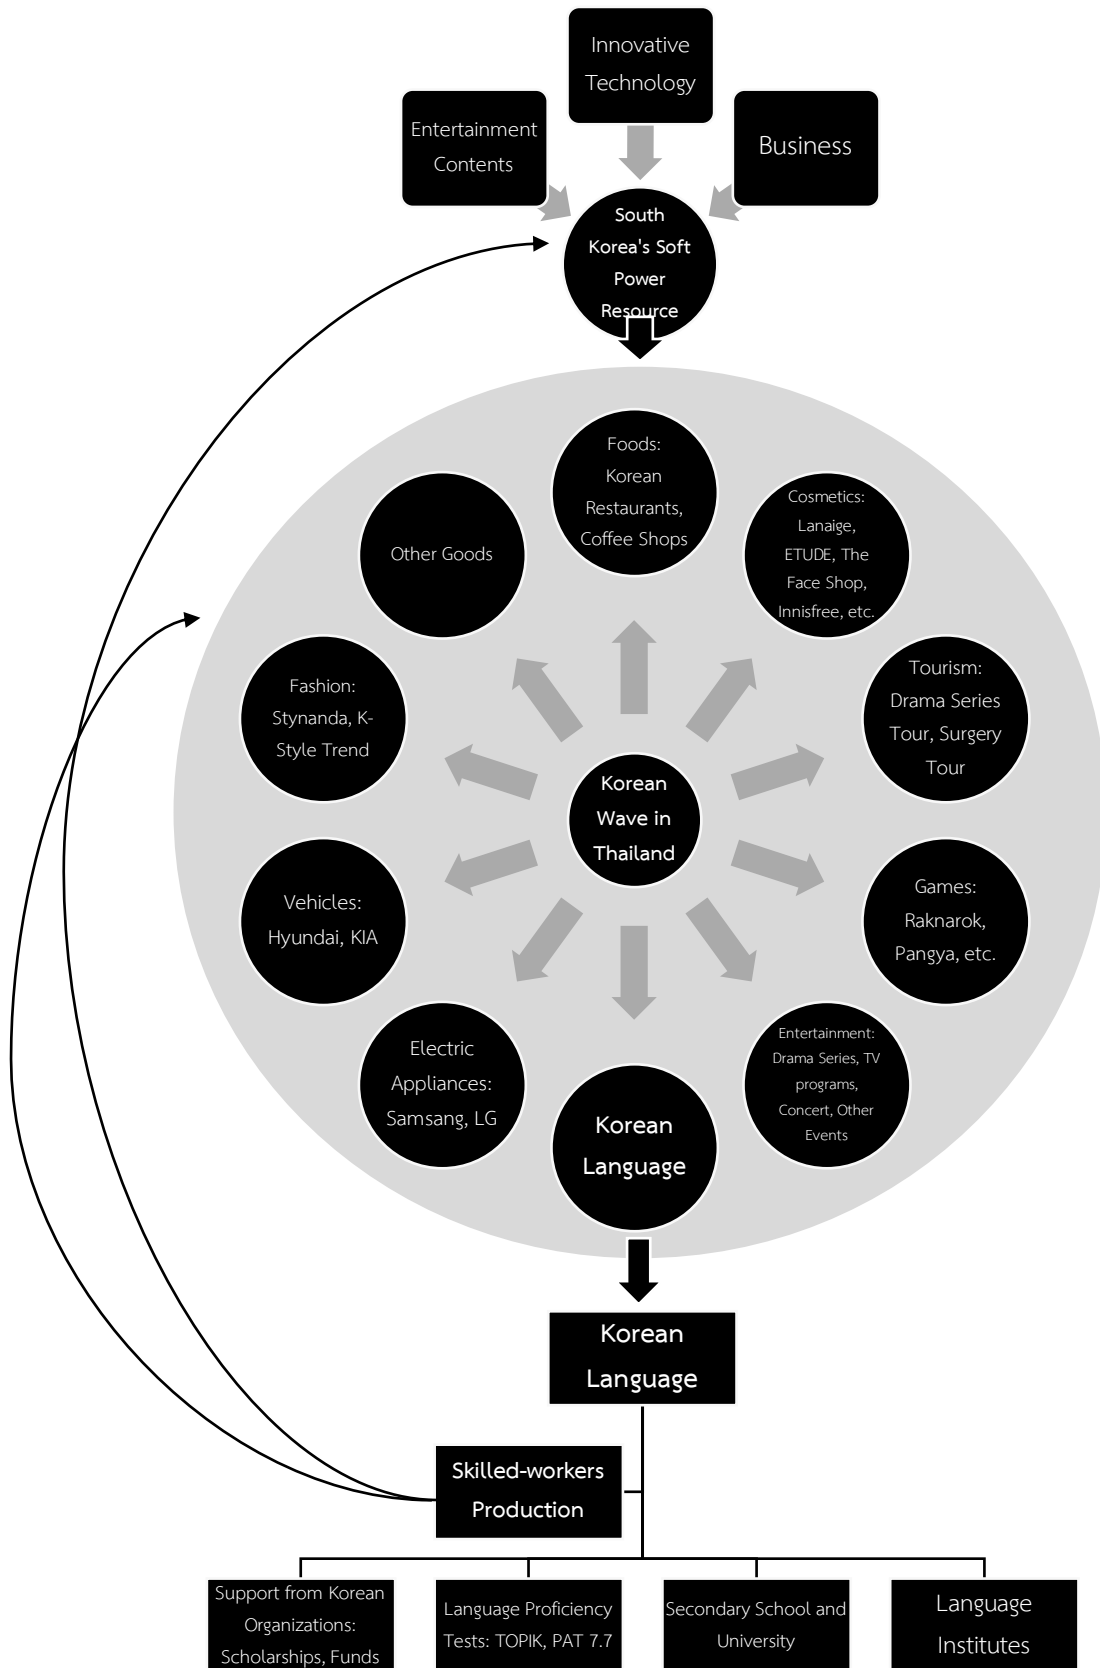 Innovative
Technology
Entertainment
Contents
Business
South
Korea's Soft
Power
Resource
Foods:
Korean
Restaurants,
Coffee Shops
Cosmetics:
Lanaige,
ETUDE, The
Face Shop,
Innisfree, etc.
Other Goods
Tourism:
Drama Series
Tour, Surgery
Tour
Fashion:
Stynanda, K-
Style Trend
Korean
Wave in
Thailand
Games:
Raknarok,
Pangya, etc.
Vehicles:
Hyundai, KIA
Entertainment:
Drama Series, TV
programs,
Concert, Other
Events
Electric
Appliances:
Samsang, LG
Korean
Language
Korean
Language
Skilled-workers
Production
Support from Korean
Organizations:
Scholarships, Funds
Language Proficiency
Tests: TOPIK, PAT 7.7
Secondary School and
University
Language
Institutes